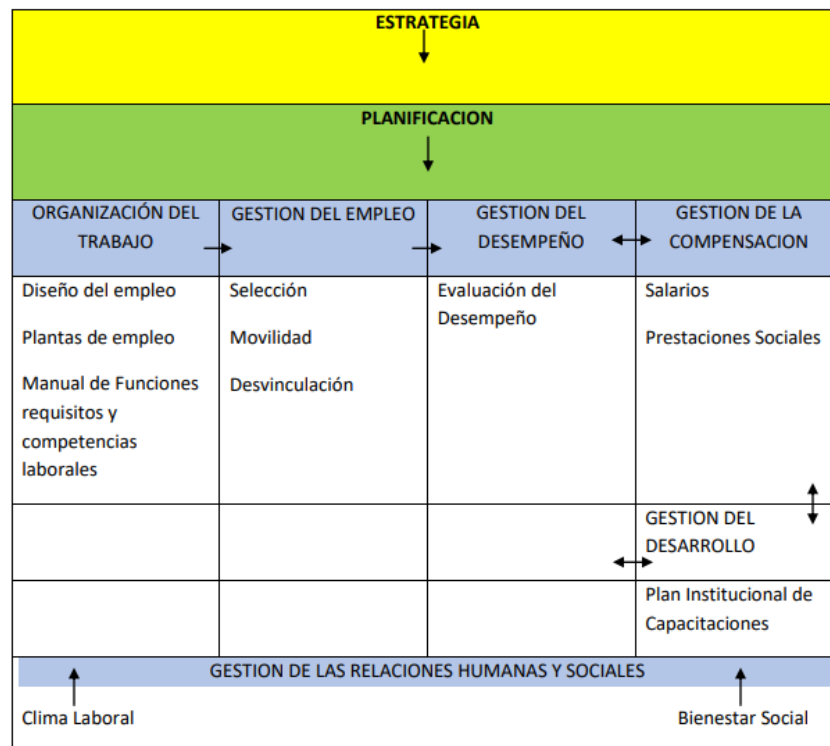 ESTRATEGIA
PLANIFICACION
ORGANIZACIÓN DEL
TRABAJO
GESTION DEL EMPLEO
GESTION DEL
DESEMPEÑO
GESTION DE LA
COMPENSACION
Diseño del empleo
Plantas de empleo
Manual de Funciones
requisitos y
competencias
laborales
Selección
Movilidad
Desvinculación
Evaluación del
Desempeño
Salarios
Prestaciones Sociales
GESTION DEL
DESARROLLO
Plan Institucional de
Capacitaciones
GESTION DE LAS RELACIONES HUMANAS Y SOCIALES
Clima Laboral
Bienestar Social